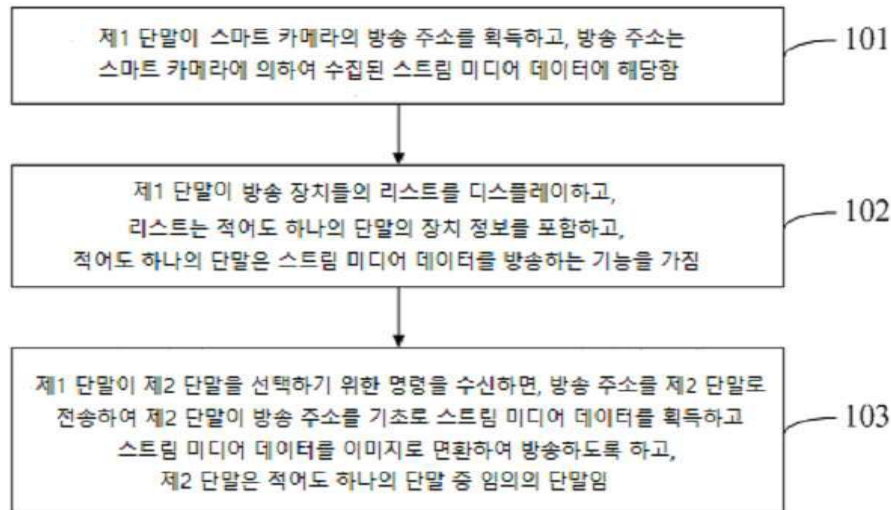 제1 단말이 스마트 카메라의 방송 주소를 획득하고, 방송 주소는
스마트 카메라에 의하여 수집된 스트림 미디어 데이터에 해당함
101
제1 단말이 방송 장치들의 리스트를 디스플레이하고,
리스트는 적어도 하나의 단말의 장치 정보를 포함하고,
적어도 하나의 단말은 스트림 미디어 데이터를 방송하는 기능을 가짐
102
제1 단말이 제2 단말을 선택하기 위한 명령을 수신하면, 방송 주소를 제2 단말로
전송하여 제2 단말이 방송 주소를 기초로 스트림 미디어 데이터를 획득하고
스트림 미디어 데이터를 이미지로 변환하여 방송하도록 하고,
제2 단말은 적어도 하나의 단말 중 임의의 단말임
103